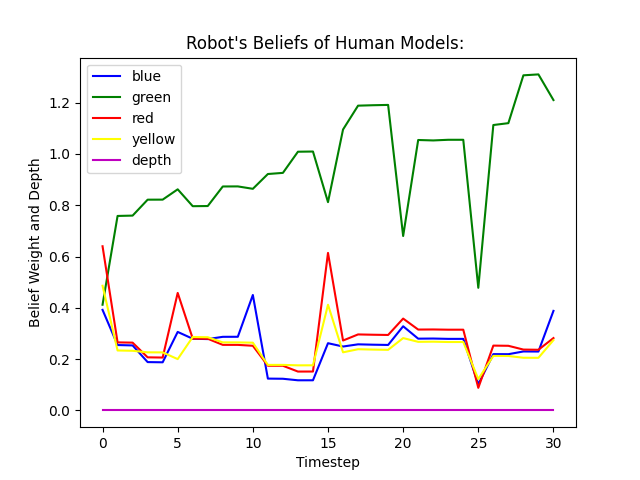 Robot's Beliefs of Human Models:
blue
green
red
yellow
depth
Belief Weight and Depth
1.2
1.0
0.8
0.6
0.4
0.2
0.0
0 5 10 15 20 25 30
Timestep